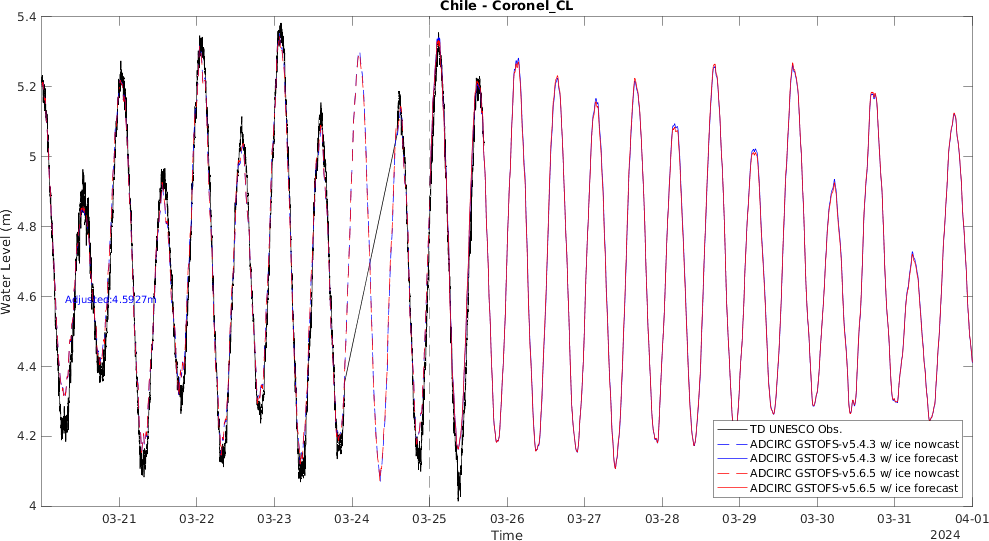 Chile - Coronel_CL
5.4
5.2
5
4.8
4.6
4.4
4.2
4
Water Level (m)
Adjusted:4.5927m
TD UNESCO Obs.
ADCIRC GSTOFS-v5.4.3 w/ ice nowcast
ADCIRC GSTOFS-v5.4.3 w/ ice forecast
ADCIRC GSTOFS-v5.6.5 w/ ice nowcast
ADCIRC GSTOFS-v5.6.5 w/ ice forecast
03-21 03-22 03-23 03-24 03-25 03-26 03-27 03-28 03-29 03-30 03-31 04-01
Time
2024